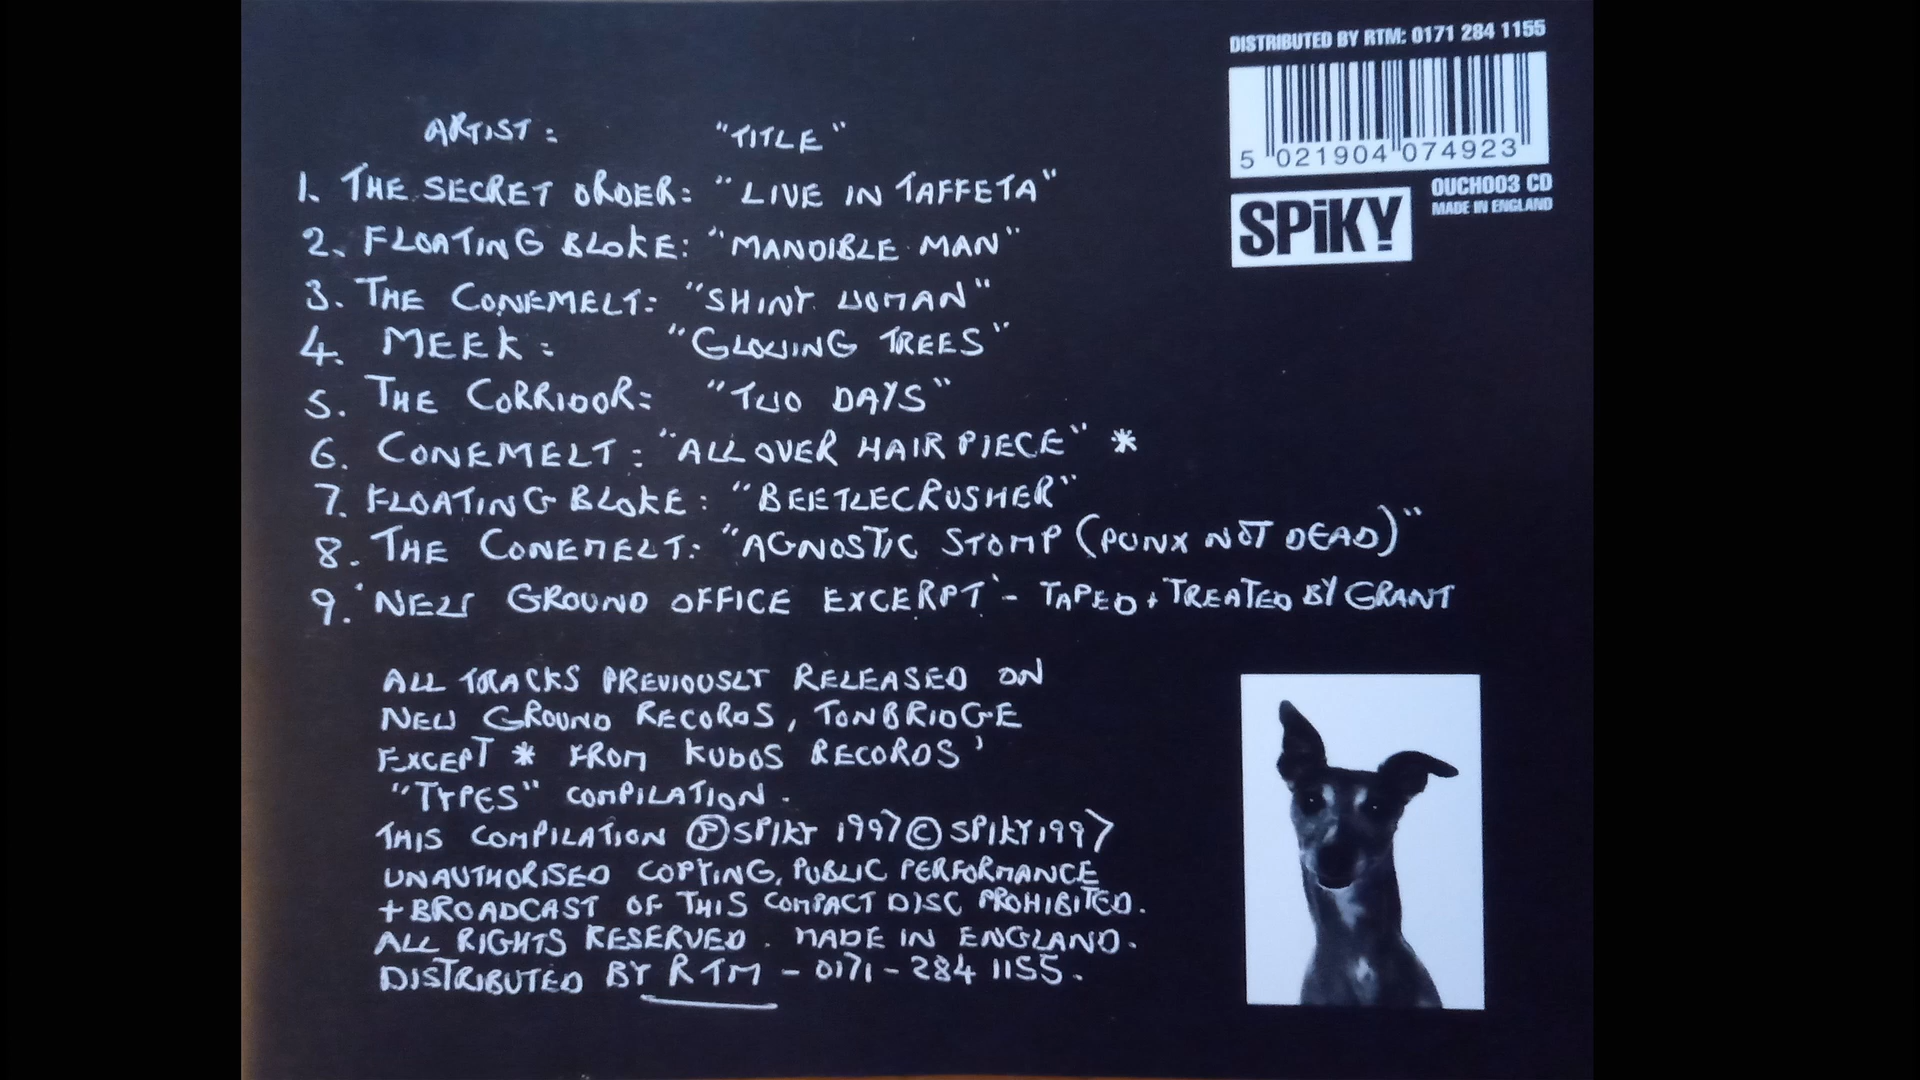 DISTRIBUTED BY RTM: 0171 284 1155
5 021904 074923
OUCH003 CD
MADE IN ENGLAND
SPiKY
ARTIST: "TITLE"
1. THE SECRET ORDER: "LIVE IN TAFFETA"
2. FLOATING BLOKE: "MANDIBLE MAN"
3. THE CONEMELT: "SHINY WOMAN"
4. MEEK: "GLOWING TREES"
5. THE CORRIDOR: "TWO DAYS"
6. CONEMELT: "ALL OVER HAIR PIECE" *
7. FLOATING BLOKE: "BEETLECRUSHER"
8. THE CONEMELT: "AGNOSTIC STOMP (PUNX NOT DEAD)"
9. 'NEW GROUND OFFICE EXCERPT' - TAPED + TREATED BY GRANT
ALL TRACKS PREVIOUSLY RELEASED ON
NEW GROUND RECORDS, TONBRIDGE
EXCEPT * FROM KUDOS RECORDS'
"TYPES" COMPILATION.
THIS COMPILATION ℗ SPIKY 1997 © SPIKY 1997
UNAUTHORISED COPYING, PUBLIC PERFORMANCE
+ BROADCAST OF THIS COMPACT DISC PROHIBITED.
ALL RIGHTS RESERVED. MADE IN ENGLAND.
DISTRIBUTED BY RTM - 0171 - 284 1155.